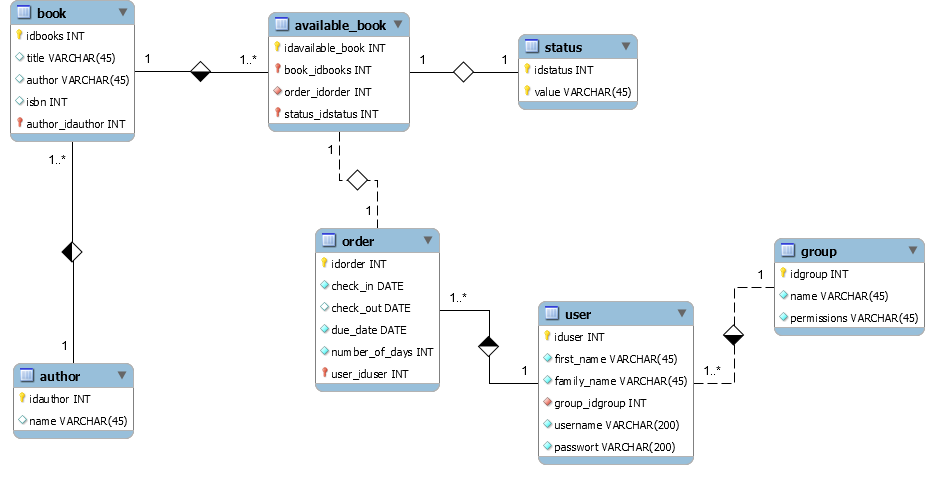 book
idbooks INT
title VARCHAR(45)
author VARCHAR(45)
isbn INT
author_idauthor INT
1
1..*
available_book
idavailable_book INT
book_idbooks INT
order_idorder INT
status_idstatus INT
1
1
status
idstatus INT
value VARCHAR(45)
1..*
1
author
idauthor INT
name VARCHAR(45)
1
1
order
idorder INT
check_in DATE
check_out DATE
due_date DATE
number_of_days INT
user_iduser INT
1..*
1
user
iduser INT
first_name VARCHAR(45)
family_name VARCHAR(45)
group_idgroup INT
username VARCHAR(200)
passwort VARCHAR(200)
1..*
1
group
idgroup INT
name VARCHAR(45)
permissions VARCHAR(45)